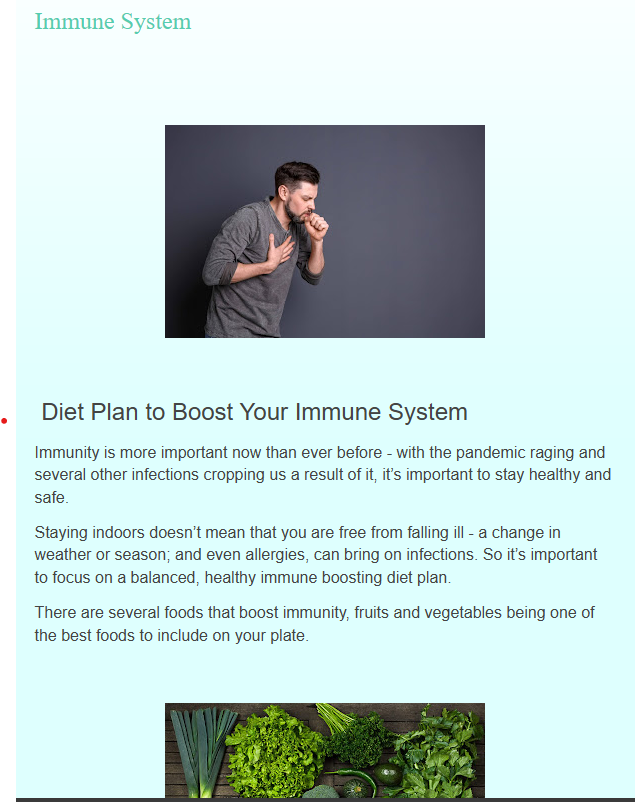 Immune System
Diet Plan to Boost Your Immune System
Immunity is more important now than ever before - with the pandemic raging and
several other infections cropping us a result of it, it’s important to stay healthy and
safe.
Staying indoors doesn’t mean that you are free from falling ill - a change in
weather or season; and even allergies, can bring on infections. So it’s important
to focus on a balanced, healthy immune boosting diet plan.
There are several foods that boost immunity, fruits and vegetables being one of
the best foods to include on your plate.